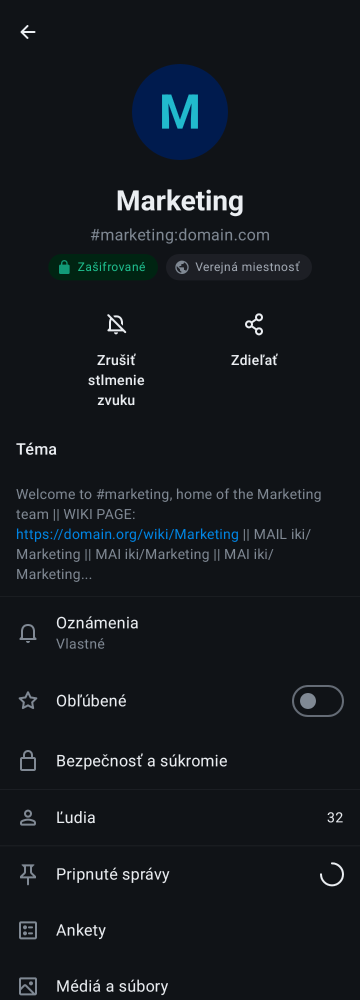 M
Marketing
#marketing:domain.com
Zašifrované
Verejná miestnosť
Zrušiť
stlmenie
zvuku
Zdieľať
Téma
Welcome to #marketing, home of the Marketing
team || WIKI PAGE:
https://domain.org/wiki/Marketing || MAIL iki/
Marketing || MAI iki/Marketing || MAI iki/
Marketing...
Oznámenia
Vlastné
Obľúbené
Bezpečnosť a súkromie
Ľudia
32
Pripnuté správy
Ankety
Médiá a súbory